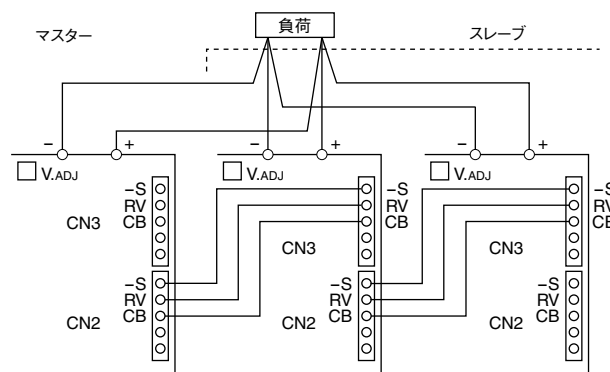 マスター
負荷
スレーブ
− +
− +
− +
V.ADJ
V.ADJ
V.ADJ
−S
RV
CB
CN3
−S
RV
CB
CN3
−S
RV
CB
CN3
−S
RV
CB
CN2
−S
RV
CB
CN2
−S
RV
CB
CN2